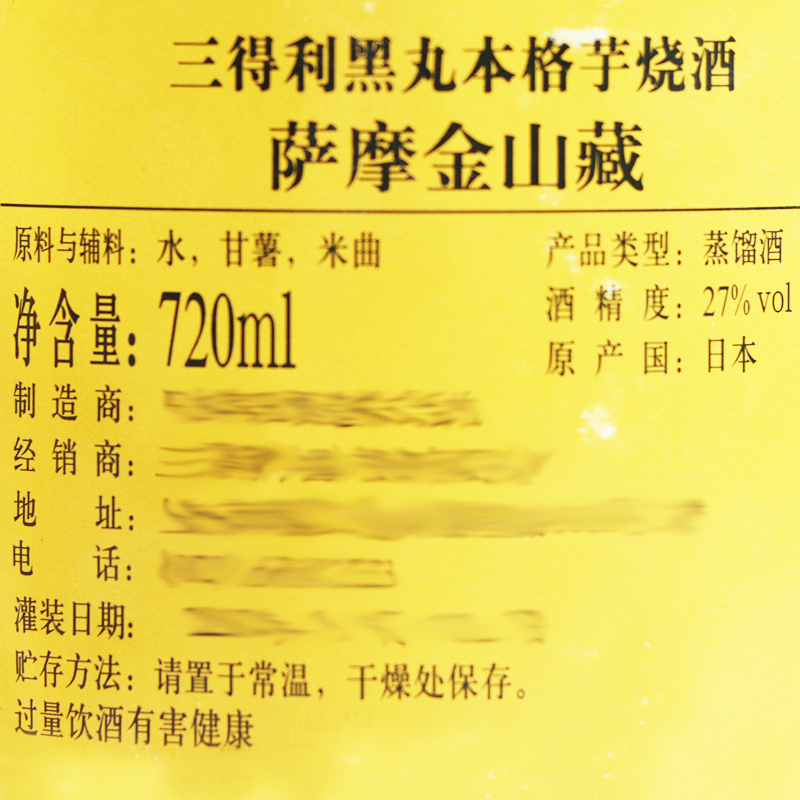 三得利黑丸本格芋烧酒
萨摩金山藏
原料与辅料：水，甘薯，米曲
产品类型：蒸馏酒
净含量：720ml
酒精度：27% vol
原产国：日本
制造商：
经销商：
地址：
电话：
灌装日期：
贮存方法：请置于常温，干燥处保存。
过量饮酒有害健康